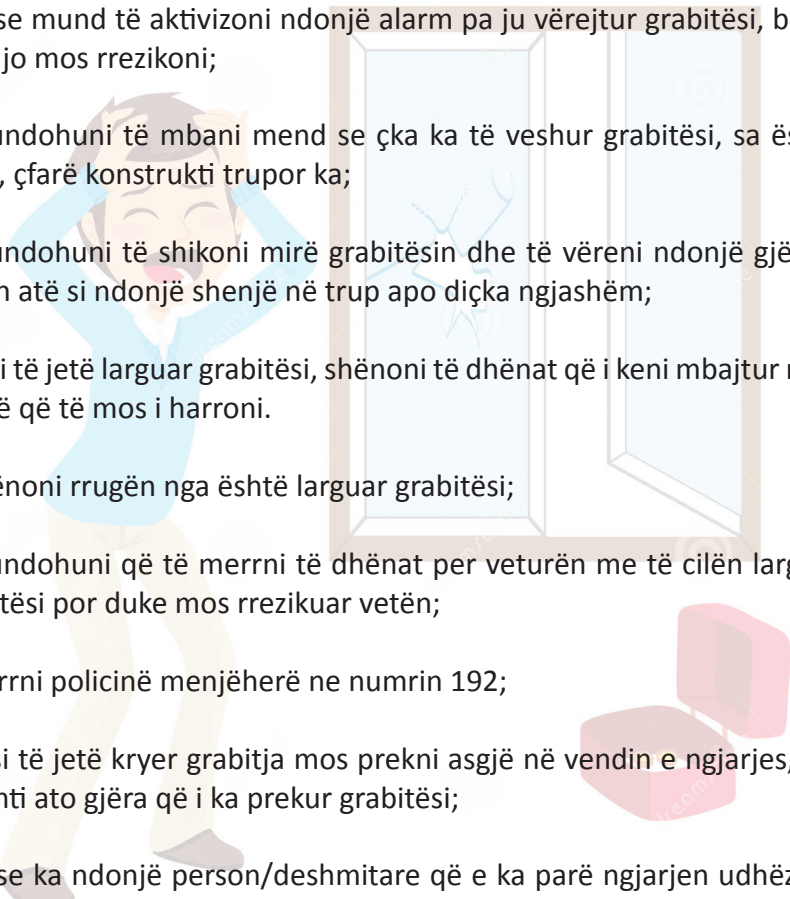 se mund të aktivizoni ndonjë alarm pa ju vërejtur grabitësi, b
jo mos rrezikoni;
undohuni të mbani mend se çka ka të veshur grabitësi, sa ës
, çfarë konstrukti trupor ka;
undohuni të shikoni mirë grabitësin dhe të vëreni ndonjë gjë
n atë si ndonjë shenjë në trup apo diçka ngjashëm;
i të jetë larguar grabitësi, shënoni të dhënat që i keni mbajtur n
ë që të mos i harroni.
ënoni rrugën nga është larguar grabitësi;
undohuni që të merrni të dhënat per veturën me të cilën larg
tësi por duke mos rrezikuar vetën;
rrni policinë menjëherë ne numrin 192;
si të jetë kryer grabitja mos prekni asgjë në vendin e ngjarjes,
nti ato gjëra që i ka prekur grabitësi;
se ka ndonjë person/deshmitare që e ka parë ngjarjen udhëz